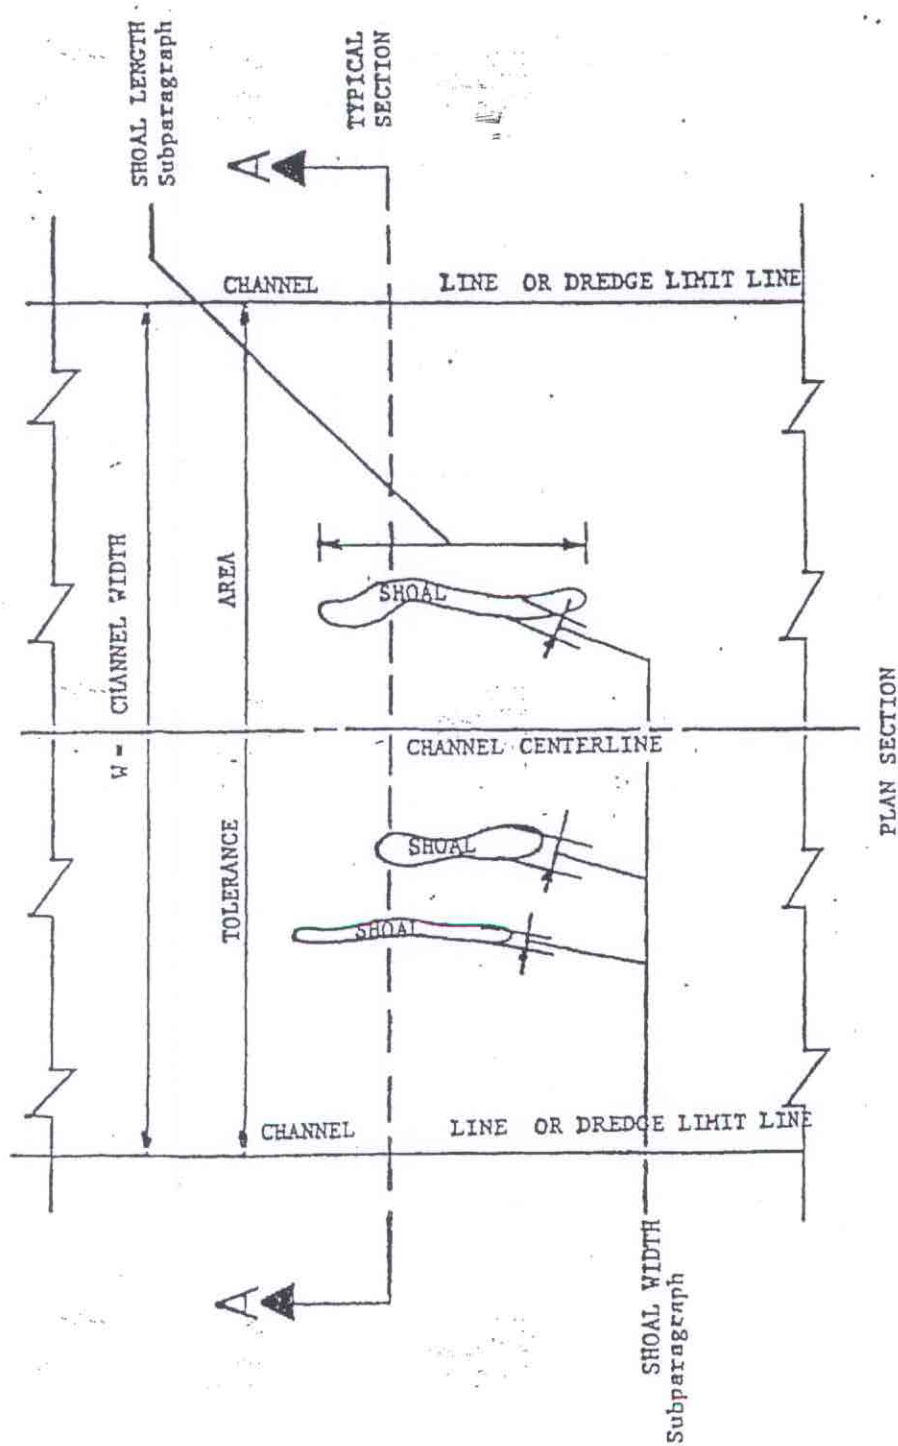 SHOAL LENGTH
Subparagraph
TYPICAL
SECTION
A
CHANNEL LINE OR DREDGE LIMIT LINE
W = CHANNEL WIDTH
AREA
SHOAL
CHANNEL CENTERLINE
TOLERANCE
SHOAL
SHOAL
CHANNEL LINE OR DREDGE LIMIT LINE
A
SHOAL WIDTH
Subparagraph
PLAN SECTION